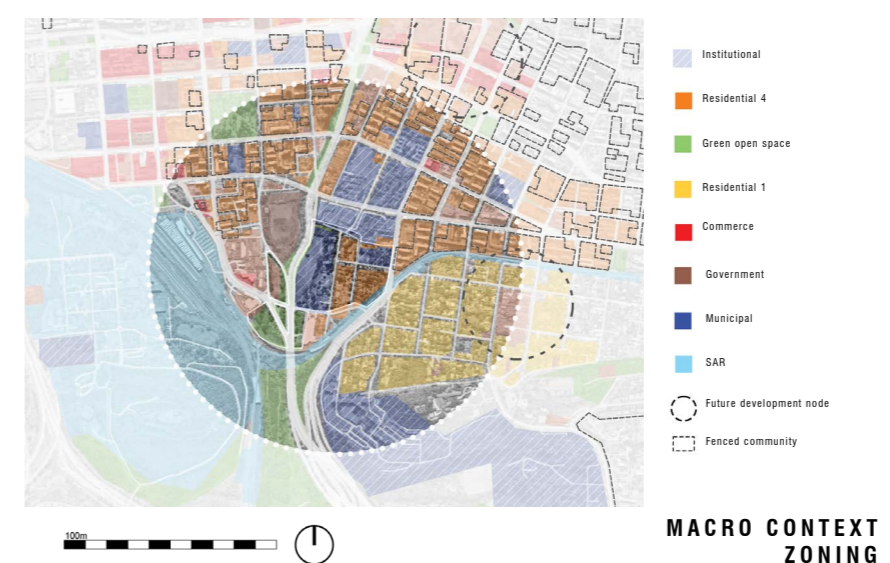 Institutional
Residential 4
Green open space
Residential 1
Commerce
Government
Municipal
SAR
Future development node
Fenced community
100m
MACRO CONTEXT
ZONING